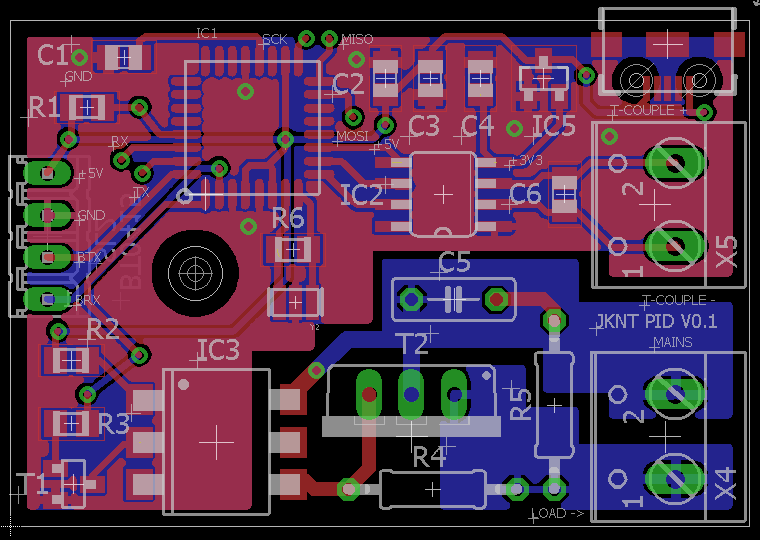 IC1
SCK
MISO
C1
GND
C2
R1
C3
C4
IC5
T-COUPLE +
MOSI
RX
+5V
+3V3
+5V
TX
IC2
C6
2
GND
R6
1
X5
BTX
BRX
C5
T-COUPLE -
Y2
JKNT PID V0.1
R2
IC3
T2
MAINS
R5
2
R3
R4
T1
1
X4
LOAD ->